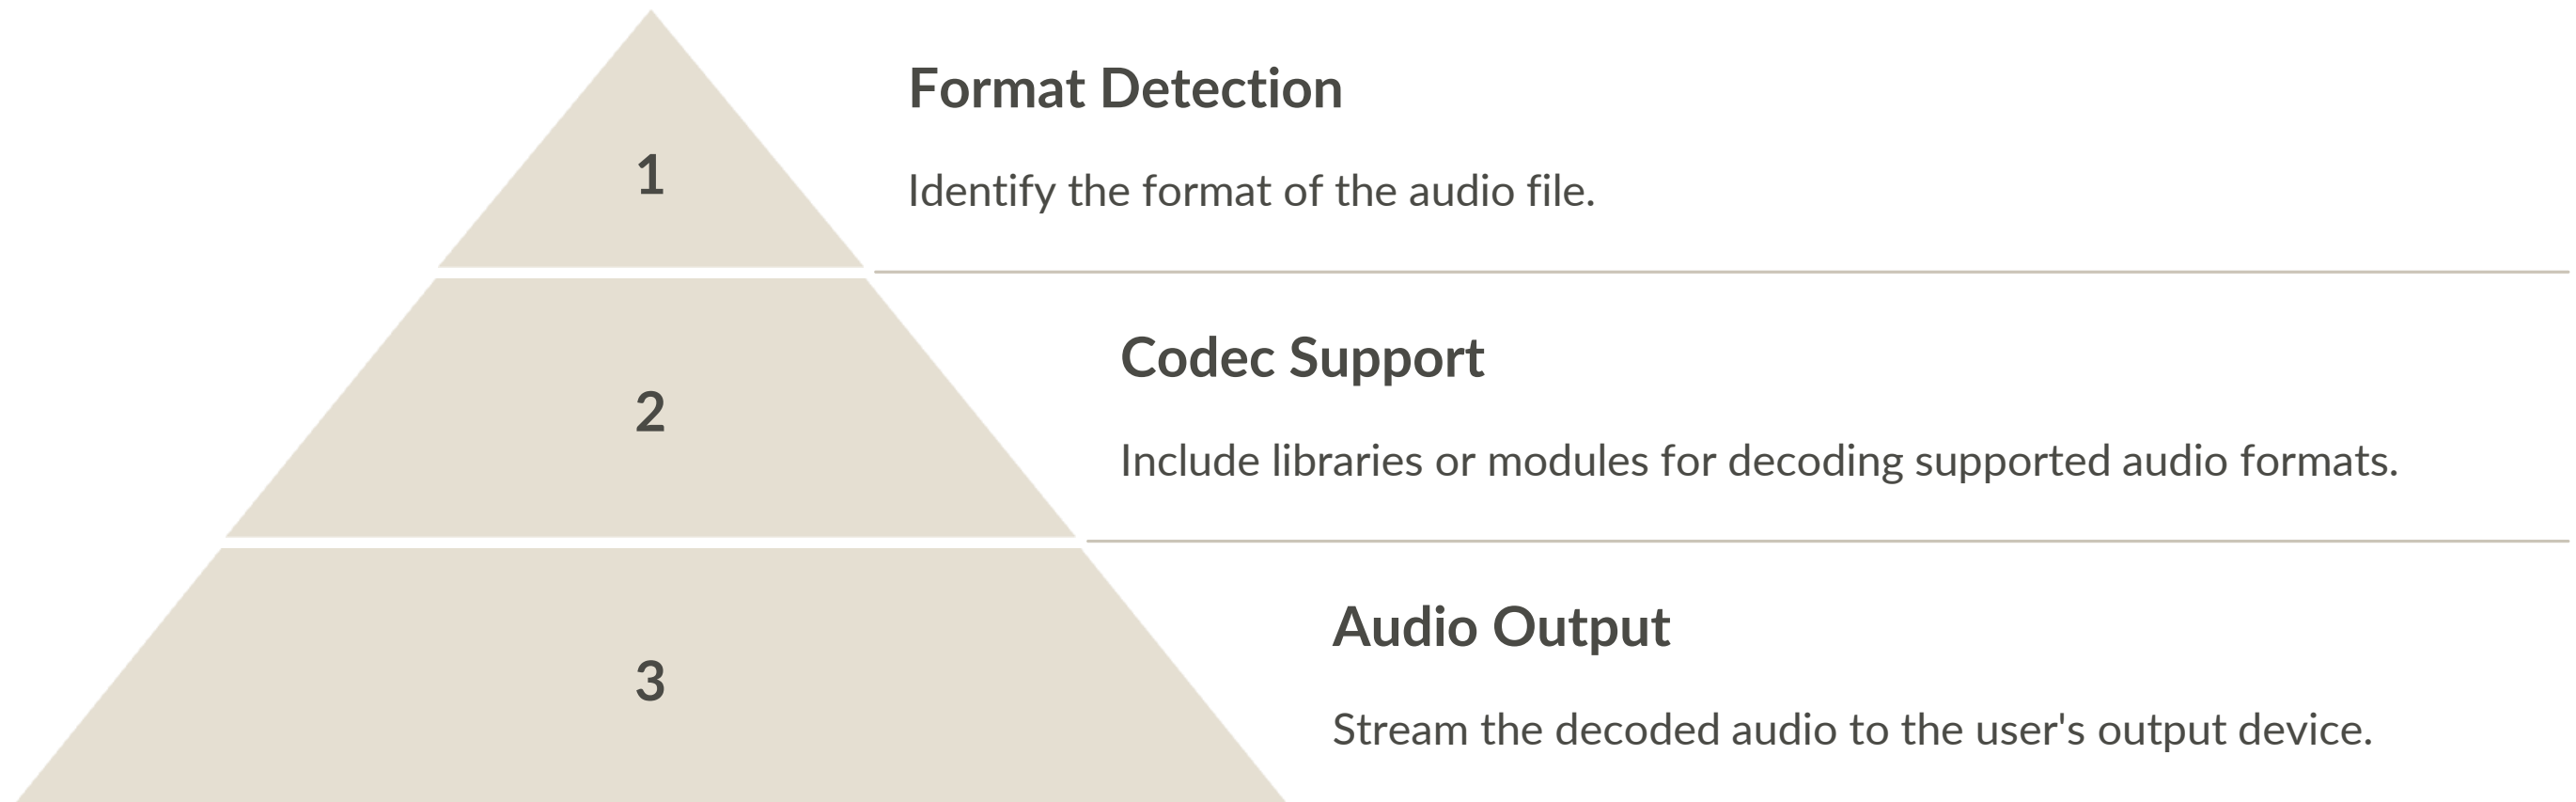 1
Format Detection
Identify the format of the audio file.
2
Codec Support
Include libraries or modules for decoding supported audio formats.
3
Audio Output
Stream the decoded audio to the user's output device.